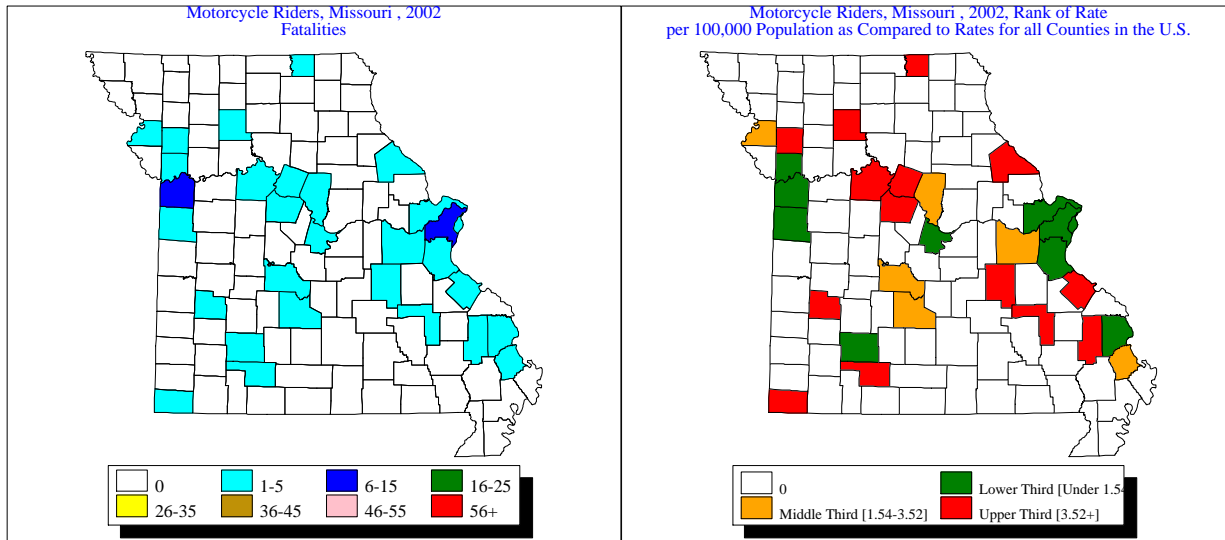 Motorcycle Riders, Missouri , 2002
Fatalities
0
1-5
6-15
16-25
26-35
36-45
46-55
56+
Motorcycle Riders, Missouri , 2002, Rank of Rate
per 100,000 Population as Compared to Rates for all Counties in the U.S.
0
Lower Third [Under 1.54
Middle Third [1.54-3.52]
Upper Third [3.52+]